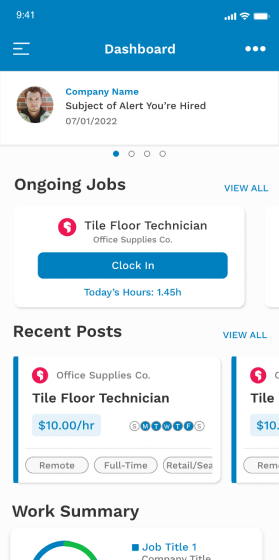 9:41
Dashboard
Company Name
Subject of Alert You're Hired
07/01/2022
Ongoing Jobs
VIEW ALL
Tile Floor Technician
Office Supplies Co.
Clock In
Today's Hours: 1.45h
Recent Posts
VIEW ALL
Office Supplies Co.
Tile Floor Technician
$10.00/hr
S M T W T F S
Remote
Full-Time
Retail/Sea
Tile
$10.
Rem
Work Summary
Job Title 1
Company Title